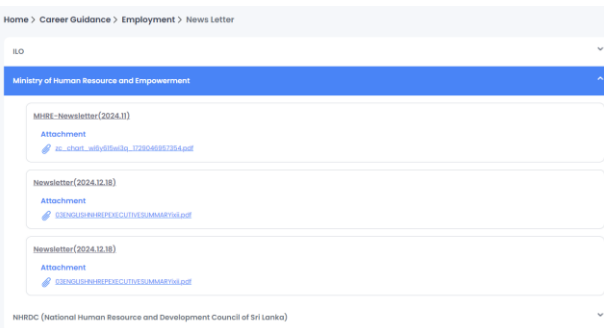 Home > Career Guidance > Employment > News Letter
ILO
Ministry of Human Resource and Empowerment
MHRE-Newsletter(2024.11)
Attachment
Newsletter(2024.12.18)
Attachment
03ENGLISHNHREPEXECUTIVESUMMARYixii.pdf
Newsletter(2024.12.18)
Attachment
03ENGLISHNHREPEXECUTIVESUMMARYixii.pdf
NHRDC (National Human Resource and Development Council of Sri Lanka)